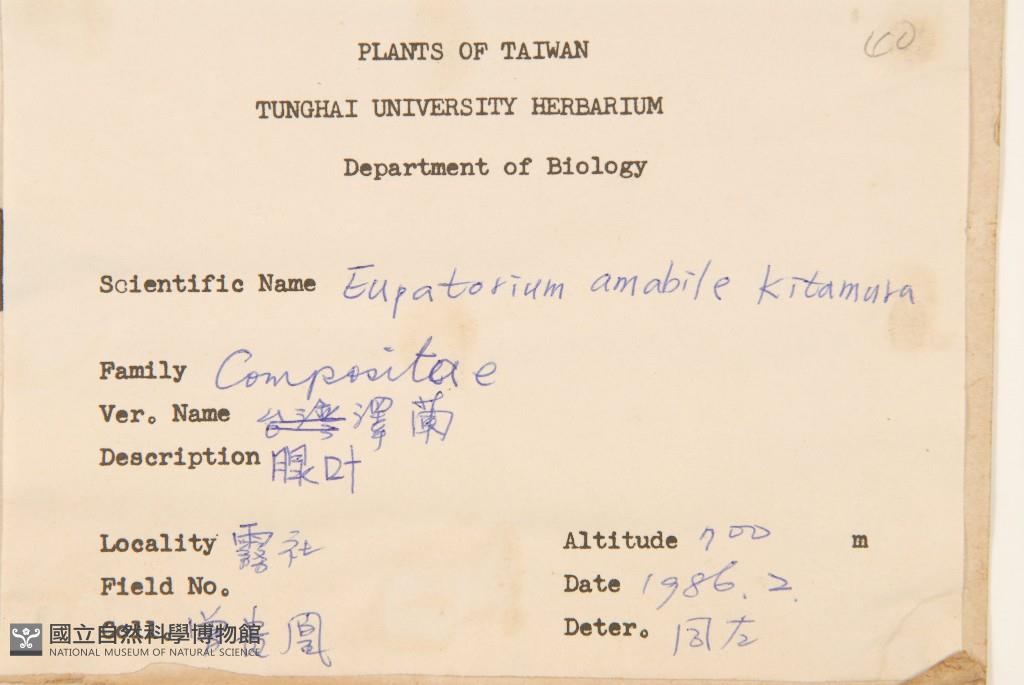 60
PLANTS OF TAIWAN
TUNGHAI UNIVERSITY HERBARIUM
Department of Biology
Scientific Name Eupatorium amabile Kitamura
Family Compositae
Ver. Name 台灣澤蘭
Description 腺叶
Locality 霧社
Altitude 700 m
Field No.
Date 1986. 2.
Coll. 凰
Deter. 同左
國立自然科學博物館
NATIONAL MUSEUM OF NATURAL SCIENCE